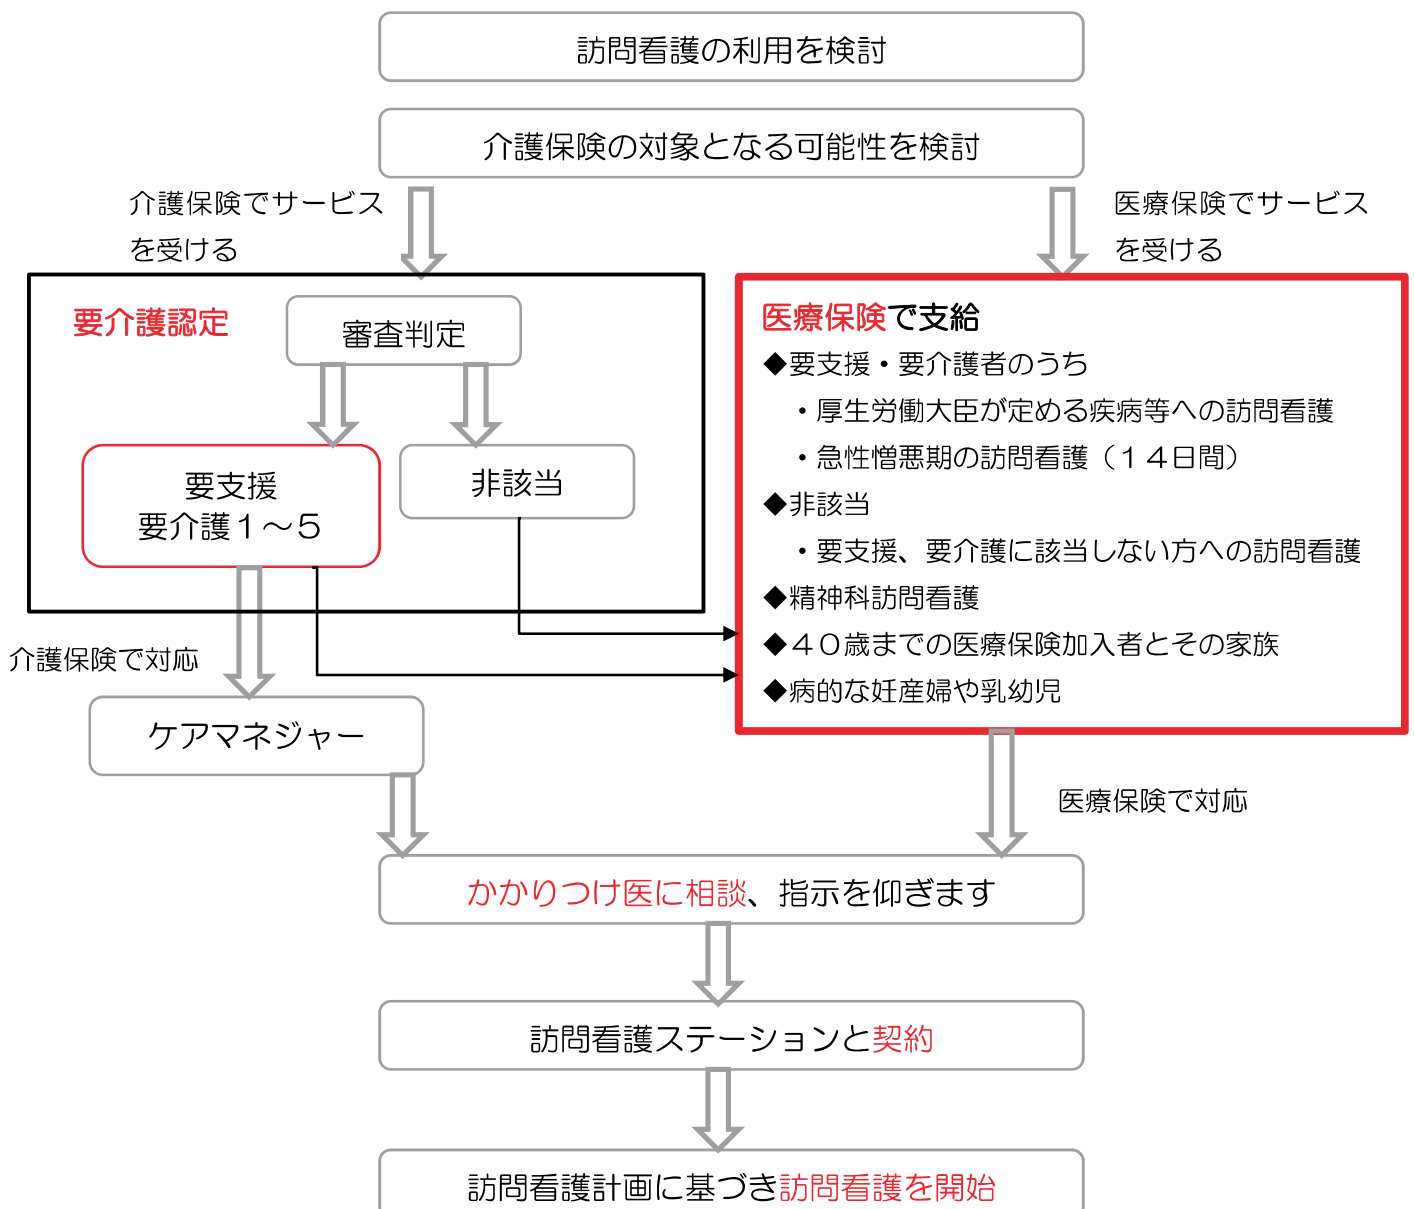 訪問看護の利用を検討
介護保険の対象となる可能性を検討
介護保険でサービス
を受ける
医療保険でサービス
を受ける
要介護認定
審査判定
要支援
要介護１～５
非該当
医療保険で支給
◆要支援・要介護者のうち
・厚生労働大臣が定める疾病等への訪問看護
・急性憎悪期の訪問看護（１４日間）
◆非該当
・要支援、要介護に該当しない方への訪問看護
◆精神科訪問看護
◆４０歳までの医療保険加入者とその家族
◆病的な妊産婦や乳幼児
介護保険で対応
ケアマネジャー
医療保険で対応
かかりつけ医に相談、指示を仰ぎます
訪問看護ステーションと契約
訪問看護計画に基づき訪問看護を開始